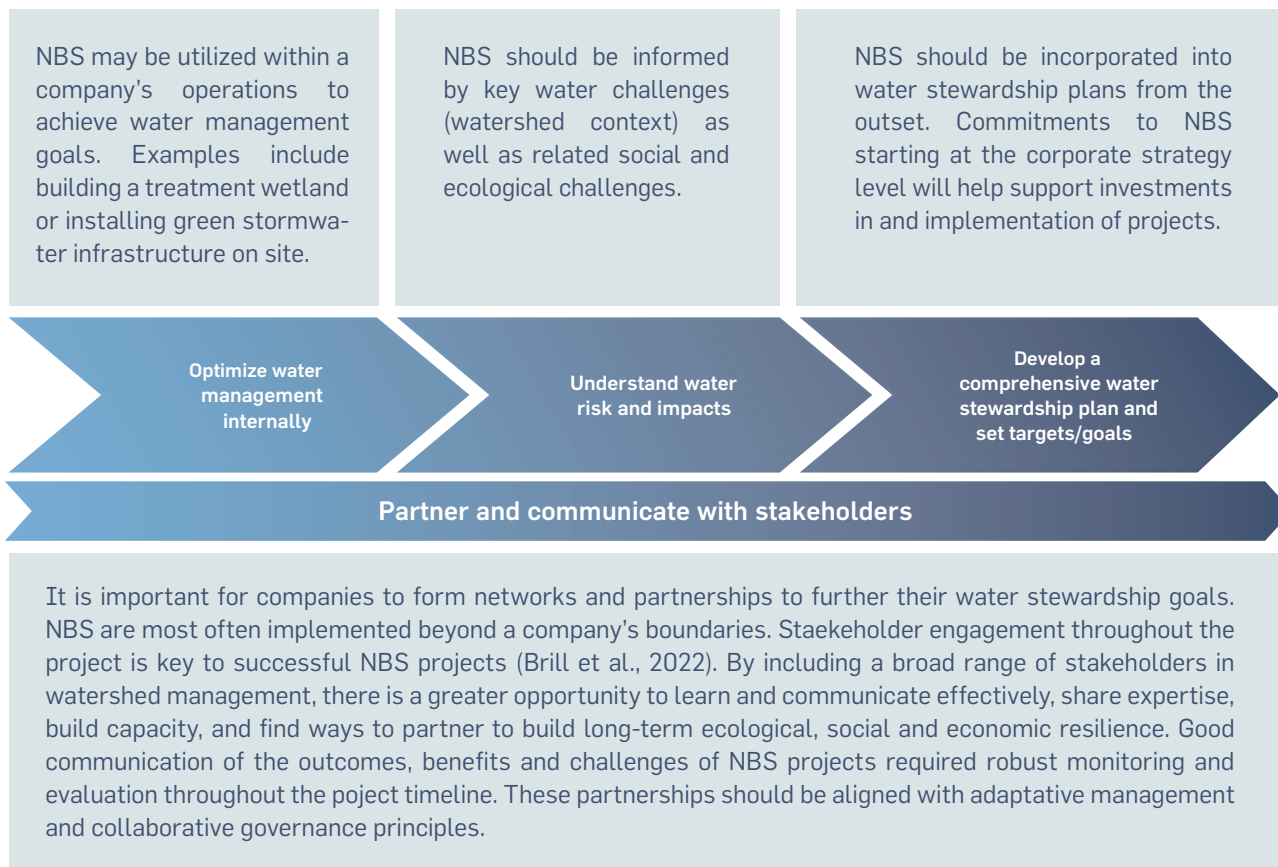 NBS may be utilized within a
company's operations to
achieve water management
goals. Examples include
building a treatment wetland
or installing green stormwa-
ter infrastructure on site.
NBS should be informed
by key water challenges
(watershed context) as
well as related social and
ecological challenges.
NBS should be incorporated into
water stewardship plans from the
outset. Commitments to NBS
starting at the corporate strategy
level will help support investments
in and implementation of projects.
Optimize water
management
internally
Understand water
risk and impacts
Develop a
comprehensive water
stewardship plan and
set targets/goals
Partner and communicate with stakeholders
It is important for companies to form networks and partnerships to further their water stewardship goals.
NBS are most often implemented beyond a company's boundaries. Staekeholder engagement throughout the
project is key to successful NBS projects (Brill et al., 2022). By including a broad range of stakeholders in
watershed management, there is a greater opportunity to learn and communicate effectively, share expertise,
build capacity, and find ways to partner to build long-term ecological, social and economic resilience. Good
communication of the outcomes, benefits and challenges of NBS projects required robust monitoring and
evaluation throughout the poject timeline. These partnerships should be aligned with adaptative management
and collaborative governance principles.